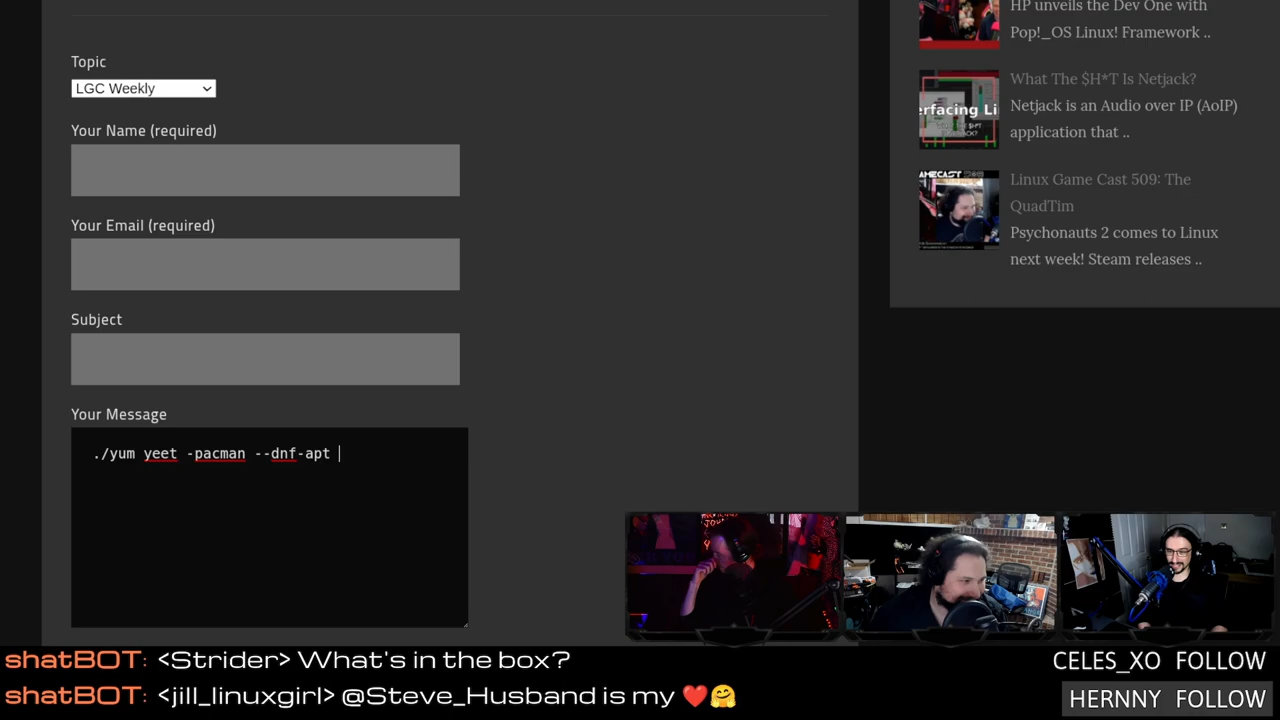 HP unveils the Dev One with
Pop!_OS Linux! Framework ..
Topic
LGC Weekly
What The $H*T Is Netjack?
Netjack is an Audio over IP (AoIP)
application that ..
Your Name (required)
Linux Game Cast 509: The
QuadTim
Psychonauts 2 comes to Linux
next week! Steam releases ..
Your Email (required)
Subject
Your Message
./yum yeet -pacman --dnf-apt
shatBOT: <Strider> What's in the box?
CELES_XO FOLLOW
shatBOT: <jill_linuxgirl> @Steve_Husband is my ❤️🤗
HERNNY FOLLOW